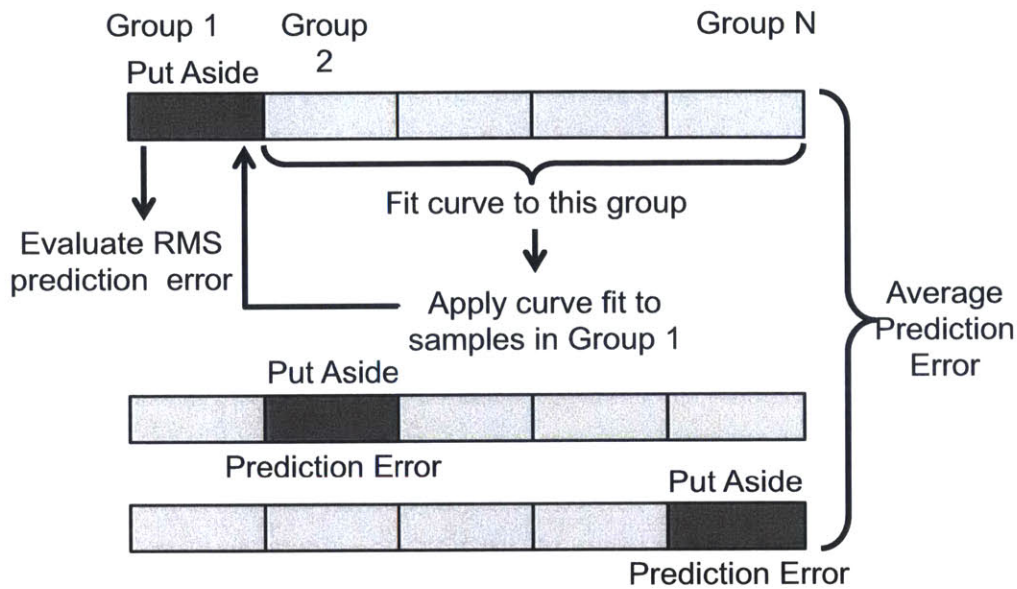 Group 1
Group
2
Group N
Put Aside
Fit curve to this group
Evaluate RMS
prediction error
Apply curve fit to
samples in Group 1
Average
Prediction
Error
Put Aside
Prediction Error
Put Aside
Prediction Error